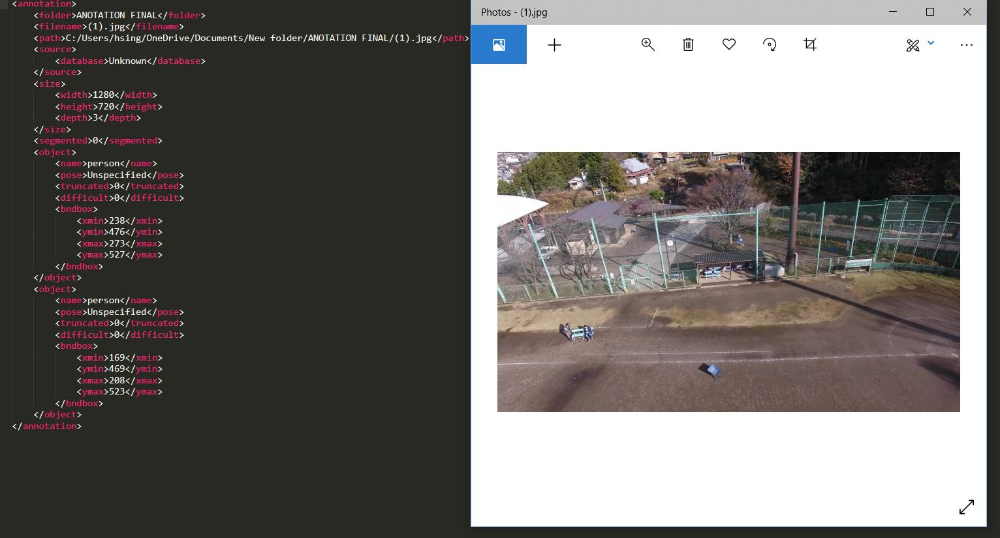 <annotation>
<folder>ANOTATION FINAL</folder>
<filename>(1).jpg</filename>
<path>C:/Users/hsing/OneDrive/Documents/New folder/ANOTATION FINAL/(1).jpg</path>
<source>
<database>Unknown</database>
</source>
<size>
<width>1280</width>
<height>720</height>
<depth>3</depth>
</size>
<segmented>0</segmented>
<object>
<name>person</name>
<pose>Unspecified</pose>
<truncated>0</truncated>
<difficult>0</difficult>
<bndbox>
<xmin>238</xmin>
<ymin>476</ymin>
<xmax>273</xmax>
<ymax>527</ymax>
</bndbox>
</object>
<object>
<name>person</name>
<pose>Unspecified</pose>
<truncated>0</truncated>
<difficult>0</difficult>
<bndbox>
<xmin>169</xmin>
<ymin>469</ymin>
<xmax>208</xmax>
<ymax>523</ymax>
</bndbox>
</object>
</annotation>
Photos - (1).jpg